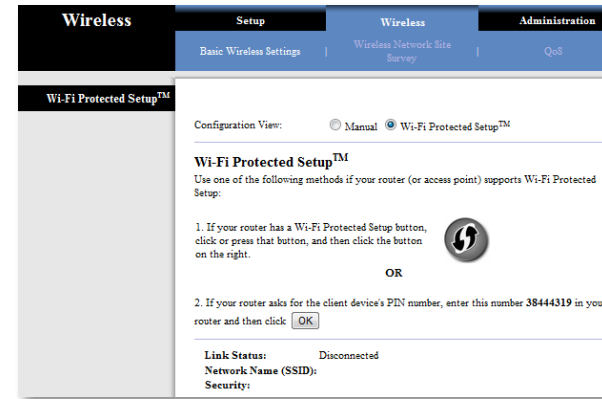 Wireless
Setup
Wireless
Administration
Basic Wireless Settings
|
Wireless Network Site
Survey
|
QoS
Wi-Fi Protected Setup™
Configuration View:
Manual
Wi-Fi Protected Setup™
Wi-Fi Protected Setup™
Use one of the following methods if your router (or access point) supports Wi-Fi Protected
Setup:
1. If your router has a Wi-Fi Protected Setup button,
click or press that button, and then click the button
on the right.
OR
2. If your router asks for the client device's PIN number, enter this number 38444319 in you
router and then click OK
Link Status: Disconnected
Network Name (SSID):
Security: